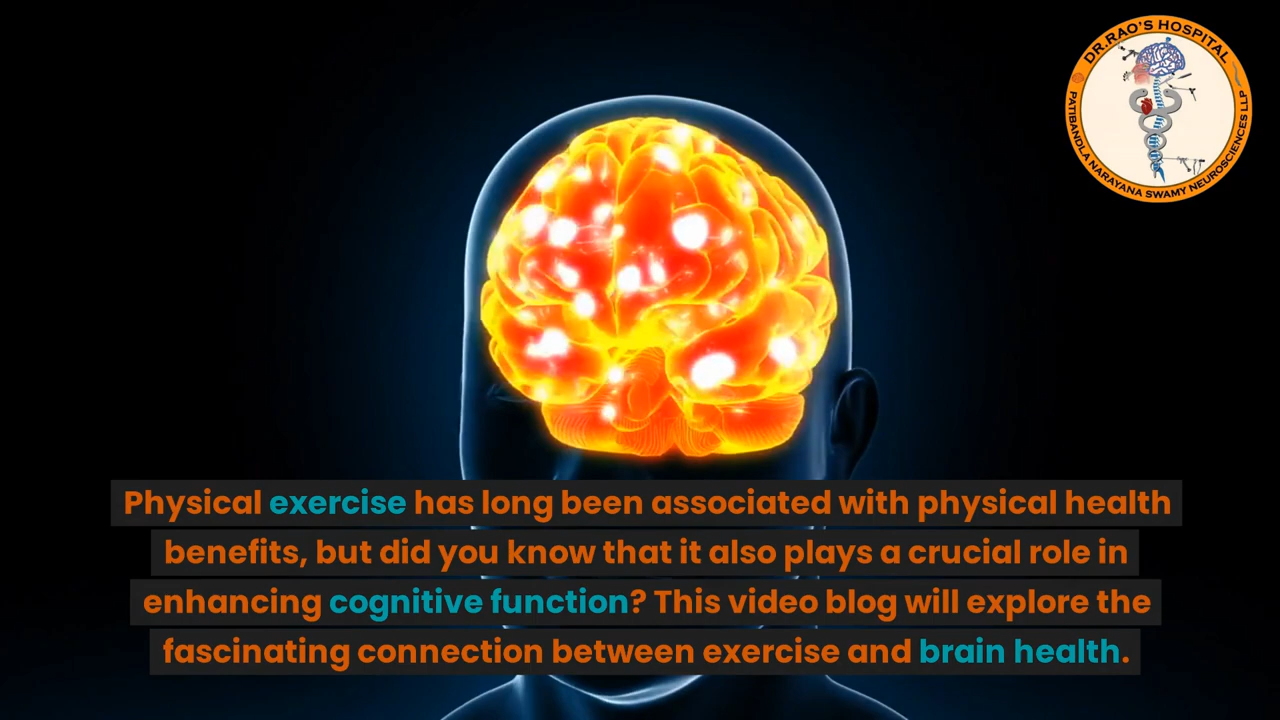 DR.RAO'S HOSPITAL
PATIBANDLA NARAYANA SWAMY NEUROSCIENCES LLP
Physical exercise has long been associated with physical health
benefits, but did you know that it also plays a crucial role in
enhancing cognitive function? This video blog will explore the
fascinating connection between exercise and brain health.